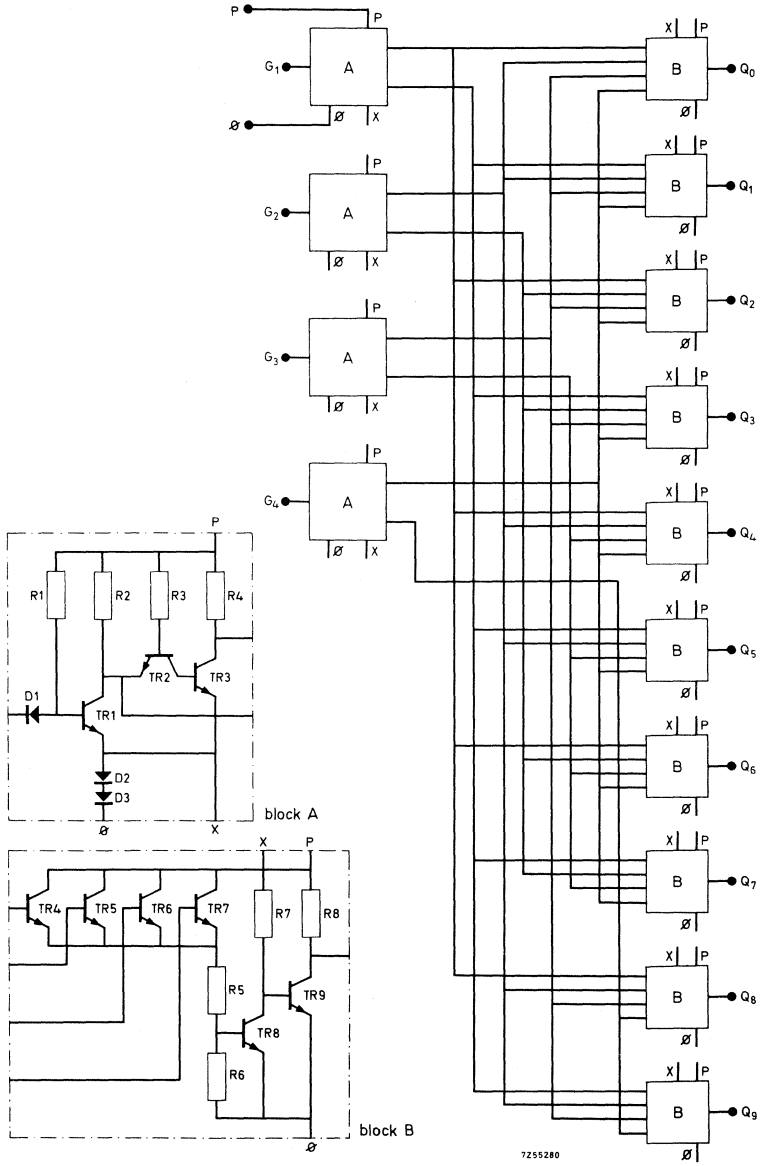 P
P
G1
A
Ø
Ø
X
P
G2
A
Ø
X
P
G3
A
Ø
X
P
G4
A
Ø
X
X
P
B
Q0
Ø
X
P
B
Q1
Ø
X
P
B
Q2
Ø
X
P
B
Q3
Ø
X
P
B
Q4
Ø
X
P
B
Q5
Ø
X
P
B
Q6
Ø
X
P
B
Q7
Ø
X
P
B
Q8
Ø
X
P
B
Q9
Ø
P
R1
R2
R3
R4
TR2
TR3
D1
TR1
D2
D3
Ø
X
block A
X
P
TR4
TR5
TR6
TR7
R7
R8
R5
TR9
TR8
R6
Ø
block B
7Z55280